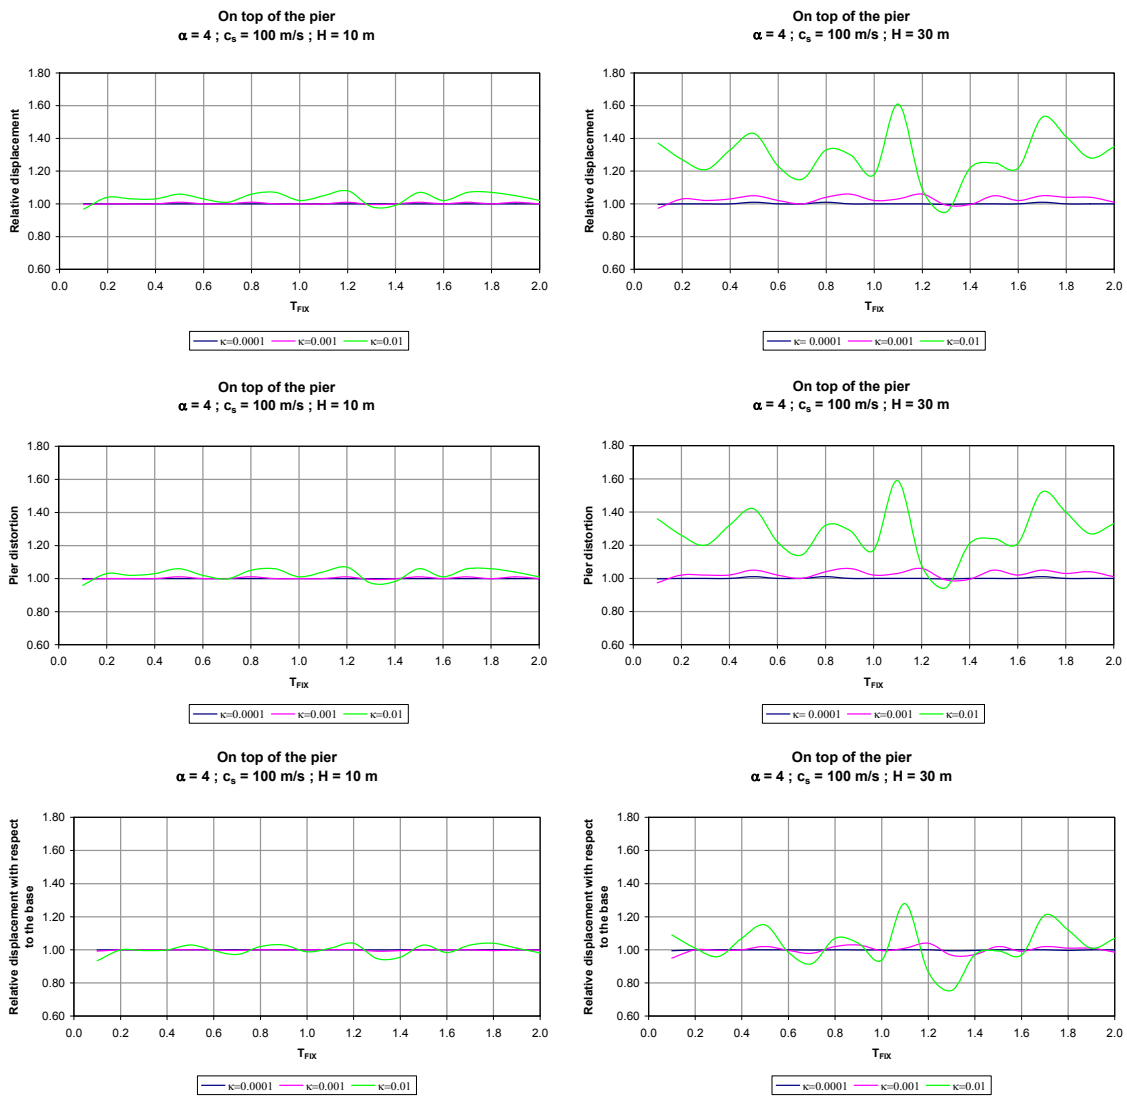 On top of the pier
α = 4 ; cs = 100 m/s ; H = 10 m
Relative displacement
1.80
1.60
1.40
1.20
1.00
0.80
0.60
0.0 0.2 0.4 0.6 0.8 1.0 1.2 1.4 1.6 1.8 2.0
TFIX
κ=0.0001 κ=0.001 κ=0.01
On top of the pier
α = 4 ; cs = 100 m/s ; H = 30 m
Relative displacement
1.80
1.60
1.40
1.20
1.00
0.80
0.60
0.0 0.2 0.4 0.6 0.8 1.0 1.2 1.4 1.6 1.8 2.0
TFIX
κ= 0.0001 κ=0.001 κ=0.01
On top of the pier
α = 4 ; cs = 100 m/s ; H = 10 m
Pier distortion
1.80
1.60
1.40
1.20
1.00
0.80
0.60
0.0 0.2 0.4 0.6 0.8 1.0 1.2 1.4 1.6 1.8 2.0
TFIX
κ=0.0001 κ=0.001 κ=0.01
On top of the pier
α = 4 ; cs = 100 m/s ; H = 30 m
Pier distortion
1.80
1.60
1.40
1.20
1.00
0.80
0.60
0.0 0.2 0.4 0.6 0.8 1.0 1.2 1.4 1.6 1.8 2.0
TFIX
κ= 0.0001 κ=0.001 κ=0.01
On top of the pier
α = 4 ; cs = 100 m/s ; H = 10 m
Relative displacement with respect
to the base
1.80
1.60
1.40
1.20
1.00
0.80
0.60
0.0 0.2 0.4 0.6 0.8 1.0 1.2 1.4 1.6 1.8 2.0
TFIX
κ=0.0001 κ=0.001 κ=0.01
On top of the pier
α = 4 ; cs = 100 m/s ; H = 30 m
Relative displacement with respect
to the base
1.80
1.60
1.40
1.20
1.00
0.80
0.60
0.0 0.2 0.4 0.6 0.8 1.0 1.2 1.4 1.6 1.8 2.0
TFIX
κ=0.0001 κ=0.001 κ=0.01